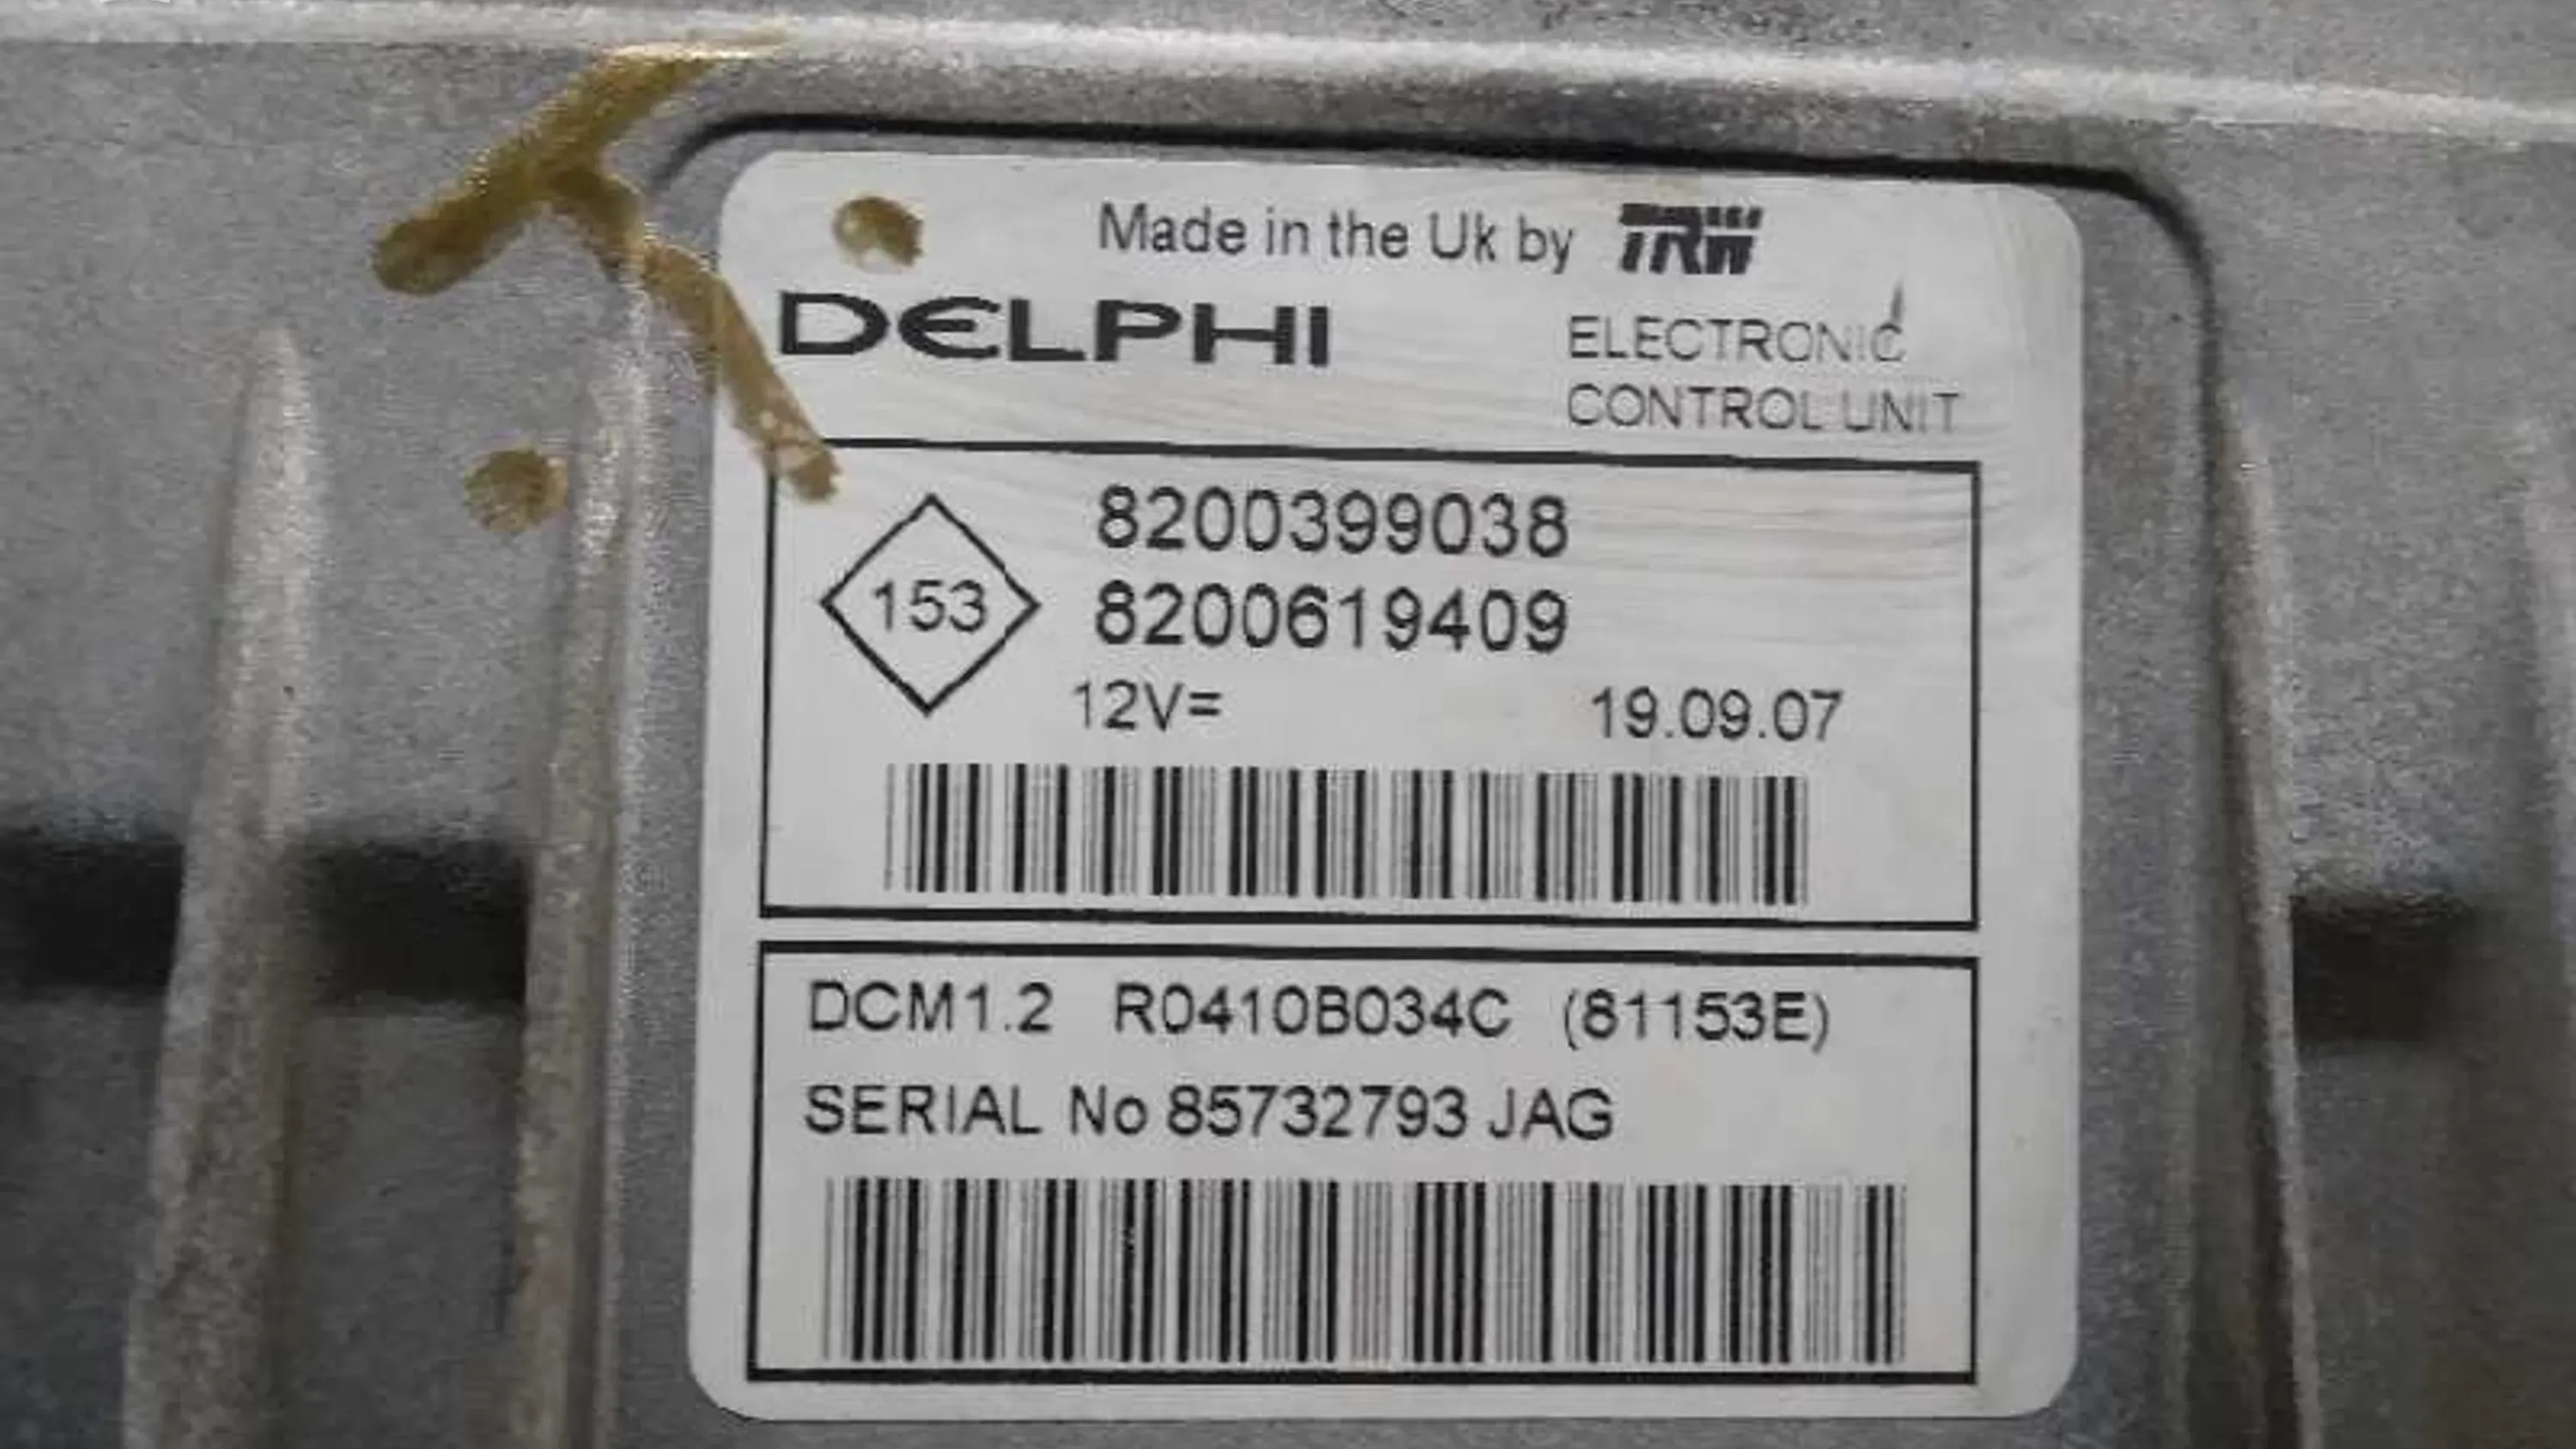 Made in the Uk by TRW
DELPHI
ELECTRONIC
CONTROL UNIT
8200399038
153
8200619409
12V= 19.09.07
DCM1.2 R0410B034C (81153E)
SERIAL No 85732793 JAG